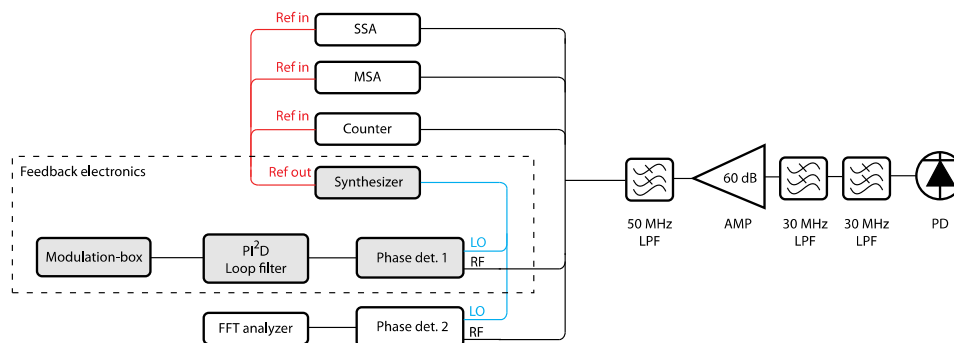 Ref in
SSA
Ref in
MSA
Ref in
Counter
Feedback electronics
Ref out
Synthesizer
60 dB
50 MHz
LPF
AMP
30 MHz
LPF
30 MHz
LPF
PD
Modulation-box
PI²D
Loop filter
Phase det. 1
LO
RF
FFT analyzer
Phase det. 2
LO
RF